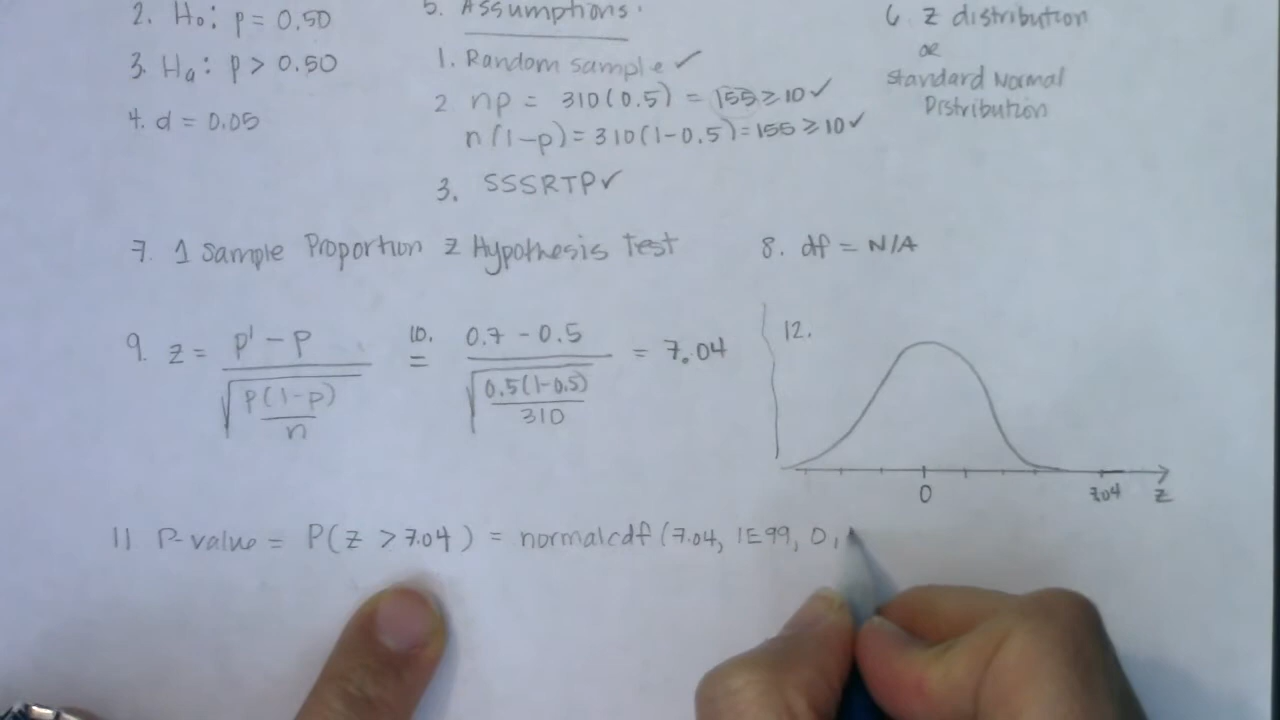 2. Ho: p = 0.50
3. Ha: p > 0.50
4. d = 0.05
5. Assumptions:
1. Random sample ✓
2 np = 310(0.5) = 155 ≥ 10 ✓
n(1-p) = 310(1-0.5) = 155 ≥ 10 ✓
3. SSSRTP ✓
6. Z distribution
or
Standard Normal
Distribution
7. 1 Sample Proportion Z Hypothesis Test
8. df = N/A
9. z = (p' - p) / √(p(1-p)/n) 10. = (0.7 - 0.5) / √(0.5(1-0.5)/310) = 7.04
12.
0 7.04 Z
11 P-value = P(Z > 7.04) = normalcdf(7.04, 1E99, 0,